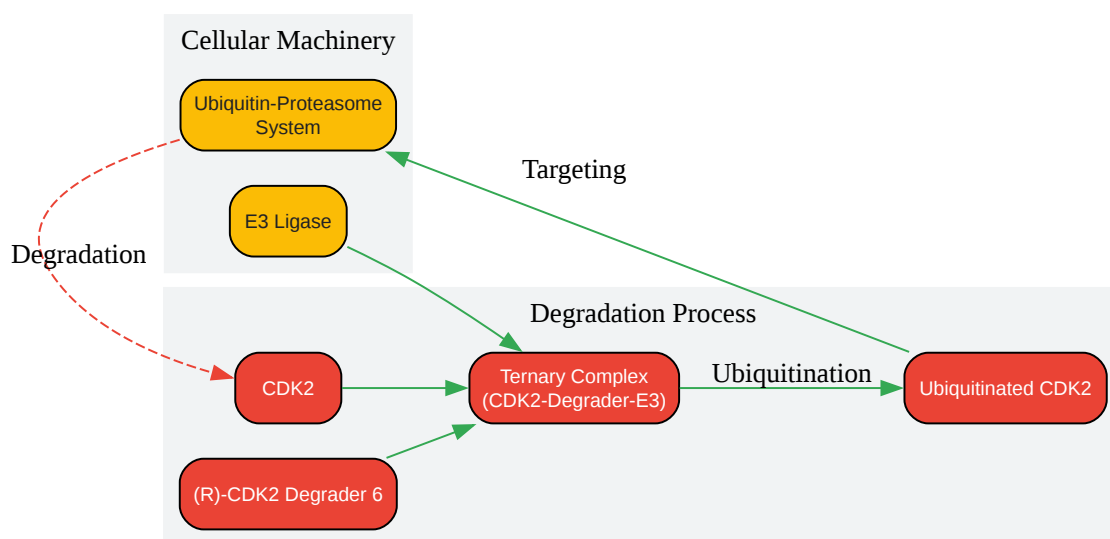 Cellular Machinery
Ubiquitin-Proteasome
System
Targeting
E3 Ligase
Degradation
Degradation Process
CDK2
Ternary Complex
(CDK2-Degrader-E3)
Ubiquitination
Ubiquitinated CDK2
(R)-CDK2 Degrader 6